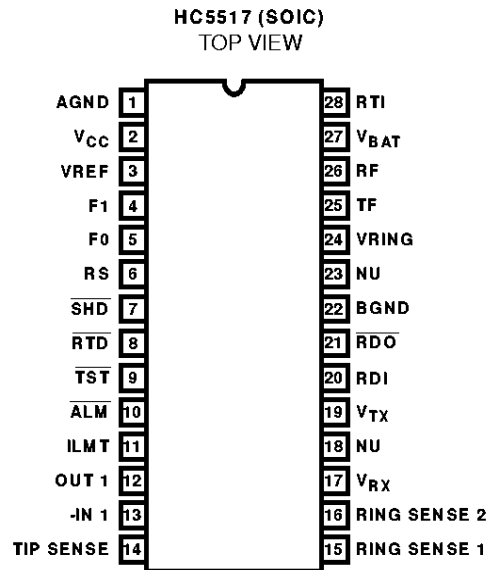 HC5517 (SOIC)
TOP VIEW
AGND 1 28 RTI
VCC 2 27 VBAT
VREF 3 26 RF
F1 4 25 TF
F0 5 24 VRING
RS 6 23 NU
SHD 7 22 BGND
RTD 8 21 RDO
TST 9 20 RDI
ALM 10 19 VTX
ILMT 11 18 NU
OUT 1 12 17 VRX
-IN 1 13 16 RING SENSE 2
TIP SENSE 14 15 RING SENSE 1